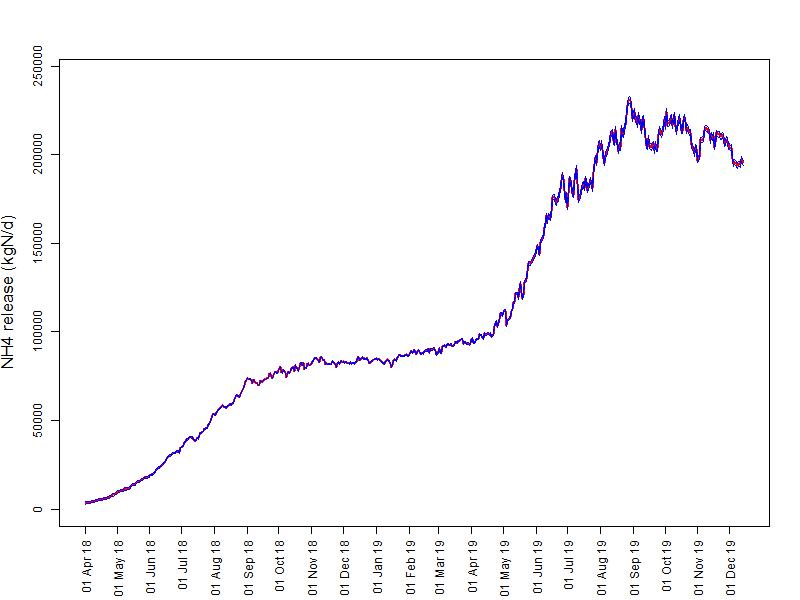 NH4 release (kgN/d)
250000
200000
150000
100000
50000
0
01 Apr 18
01 May 18
01 Jun 18
01 Jul 18
01 Aug 18
01 Sep 18
01 Oct 18
01 Nov 18
01 Dec 18
01 Jan 19
01 Feb 19
01 Mar 19
01 Apr 19
01 May 19
01 Jun 19
01 Jul 19
01 Aug 19
01 Sep 19
01 Oct 19
01 Nov 19
01 Dec 19